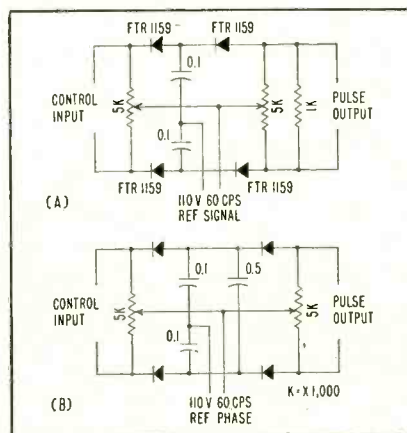 FTR 1159 FTR 1159
0.1
CONTROL INPUT
5K
5K
1K
PULSE OUTPUT
0.1
FTR 1159 FTR 1159
110 V 60 CPS
REF SIGNAL
(A)
0.1
0.5
CONTROL INPUT
5K
5K
PULSE OUTPUT
0.1
110 V 60 CPS
REF PHASE
K = X 1,000
(B)